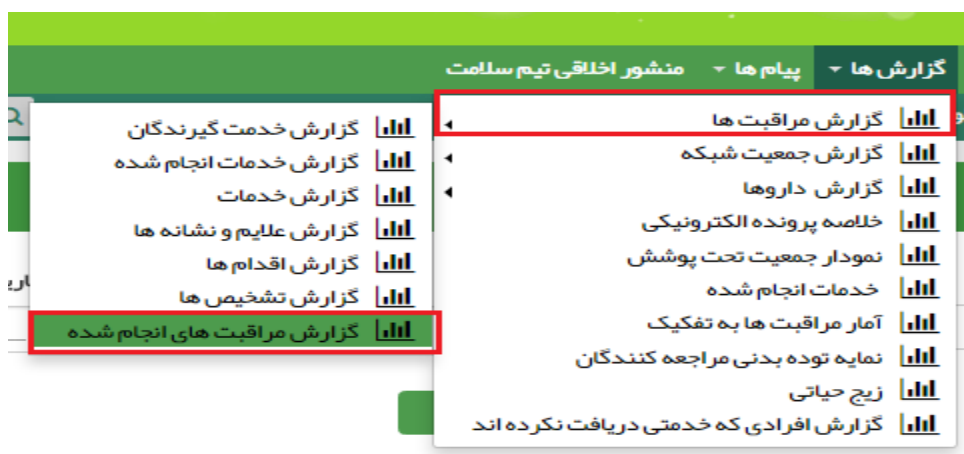 گزارش ها پیام ها منشور اخلاقی تیم سلامت
گزارش مراقبت ها
گزارش جمعیت شبکه
گزارش داروها
خلاصه پرونده الکترونیکی
نمودار جمعیت تحت پوشش
خدمات انجام شده
آمار مراقبت ها به تفکیک
نمایه توده بدنی مراجعه کنندگان
زیج حیاتی
گزارش افرادی که خدمتی دریافت نکرده اند
گزارش خدمت گیرندگان
گزارش خدمات انجام شده
گزارش خدمات
گزارش علایم و نشانه ها
گزارش اقدام ها
گزارش تشخیص ها
گزارش مراقبت های انجام شده